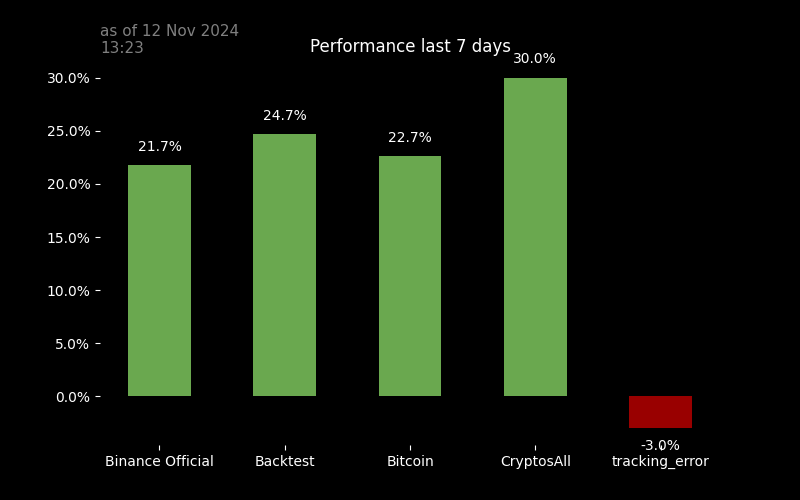 as of 12 Nov 2024
13:23
Performance last 7 days
30.0%
30.0%
24.7%
25.0%
22.7%
21.7%
20.0%
15.0%
10.0%
5.0%
0.0%
-3.0%
Binance Official
Backtest
Bitcoin
CryptosAll
tracking_error